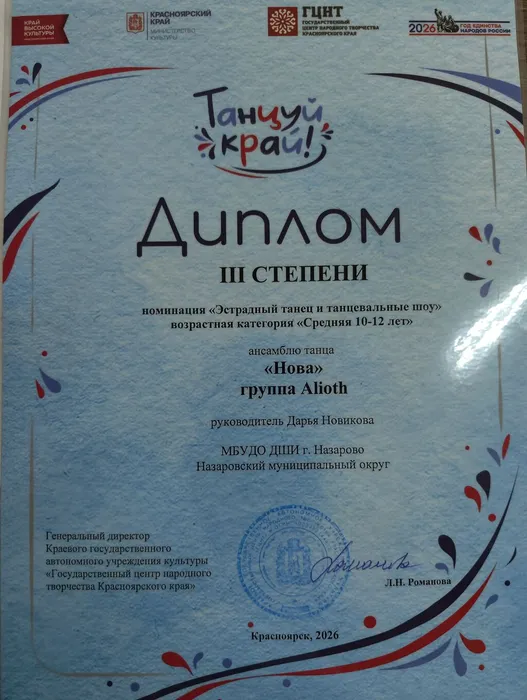 КРАЙ
ВЫСОКОЙ
КУЛЬТУРЫ
КРАСНОЯРСКИЙ
КРАЙ
МИНИСТЕРСТВО
КУЛЬТУРЫ
ГЦНТ
ГОСУДАРСТВЕННЫЙ
ЦЕНТР НАРОДНОГО ТВОРЧЕСТВА
КРАСНОЯРСКОГО КРАЯ
2026 ГОД ЕДИНСТВА
НАРОДОВ РОССИИ
Танцуй
край!
Диплом
III СТЕПЕНИ
номинация «Эстрадный танец и танцевальные шоу»
возрастная категория «Средняя 10-12 лет»
ансамблю танца
«Нова»
группа Alioth
руководитель Дарья Новикова
МБУДО ДШИ г. Назарово
Назаровский муниципальный округ
Генеральный директор
Краевого государственного
автономного учреждения культуры
«Государственный центр народного
творчества Красноярского края»
Л.Н. Романова
Красноярск, 2026